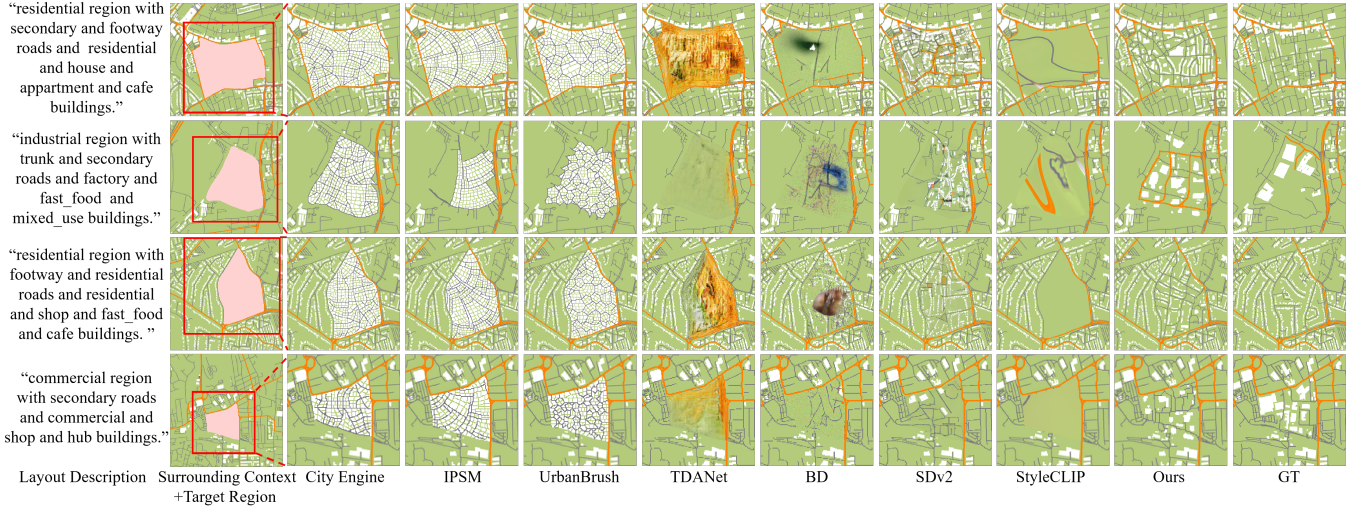 “residential region with
secondary and footway
roads and residential
and house and
appartment and cafe
buildings.”
“industrial region with
trunk and secondary
roads and factory and
fast_food and
mixed_use buildings.”
“residential region with
footway and residential
roads and residential
and shop and fast_food
and cafe buildings. ”
“commercial region
with secondary roads
and commercial and
shop and hub buildings.”
Layout Description Surrounding Context City Engine IPSM UrbanBrush TDANet BD SDv2 StyleCLIP Ours GT
+Target Region